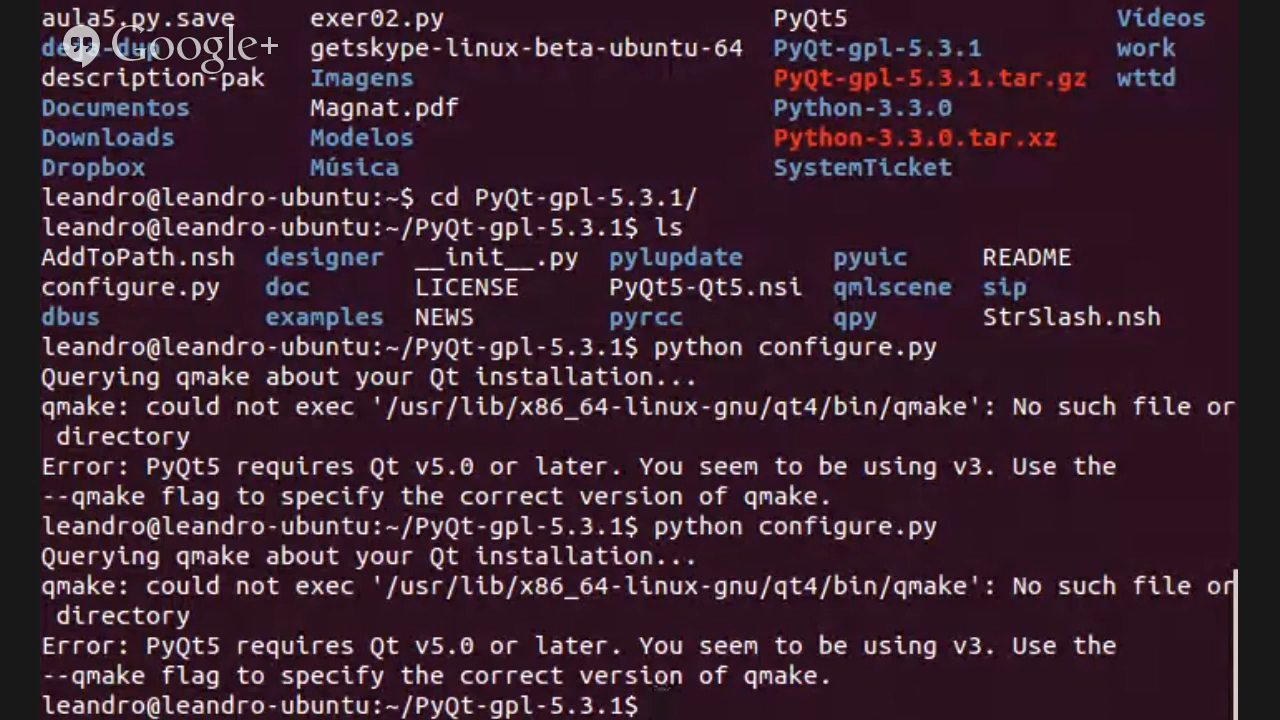 aula5.py.save exer02.py PyQt5 Vídeos
Google+
deta-dup getskype-linux-beta-ubuntu-64 PyQt-gpl-5.3.1 work
description-pak Imagens PyQt-gpl-5.3.1.tar.gz wttd
Documentos Magnat.pdf Python-3.3.0
Downloads Modelos Python-3.3.0.tar.xz
Dropbox Música SystemTicket
leandro@leandro-ubuntu:~$ cd PyQt-gpl-5.3.1/
leandro@leandro-ubuntu:~/PyQt-gpl-5.3.1$ ls
AddToPath.nsh designer __init__.py pylupdate pyuic README
configure.py doc LICENSE PyQt5-Qt5.nsi qmlscene sip
dbus examples NEWS pyrcc qpy StrSlash.nsh
leandro@leandro-ubuntu:~/PyQt-gpl-5.3.1$ python configure.py
Querying qmake about your Qt installation...
qmake: could not exec '/usr/lib/x86_64-linux-gnu/qt4/bin/qmake': No such file or
directory
Error: PyQt5 requires Qt v5.0 or later. You seem to be using v3. Use the
--qmake flag to specify the correct version of qmake.
leandro@leandro-ubuntu:~/PyQt-gpl-5.3.1$ python configure.py
Querying qmake about your Qt installation...
qmake: could not exec '/usr/lib/x86_64-linux-gnu/qt4/bin/qmake': No such file or
directory
Error: PyQt5 requires Qt v5.0 or later. You seem to be using v3. Use the
--qmake flag to specify the correct version of qmake.
leandro@leandro-ubuntu:~/PyQt-gpl-5.3.1$